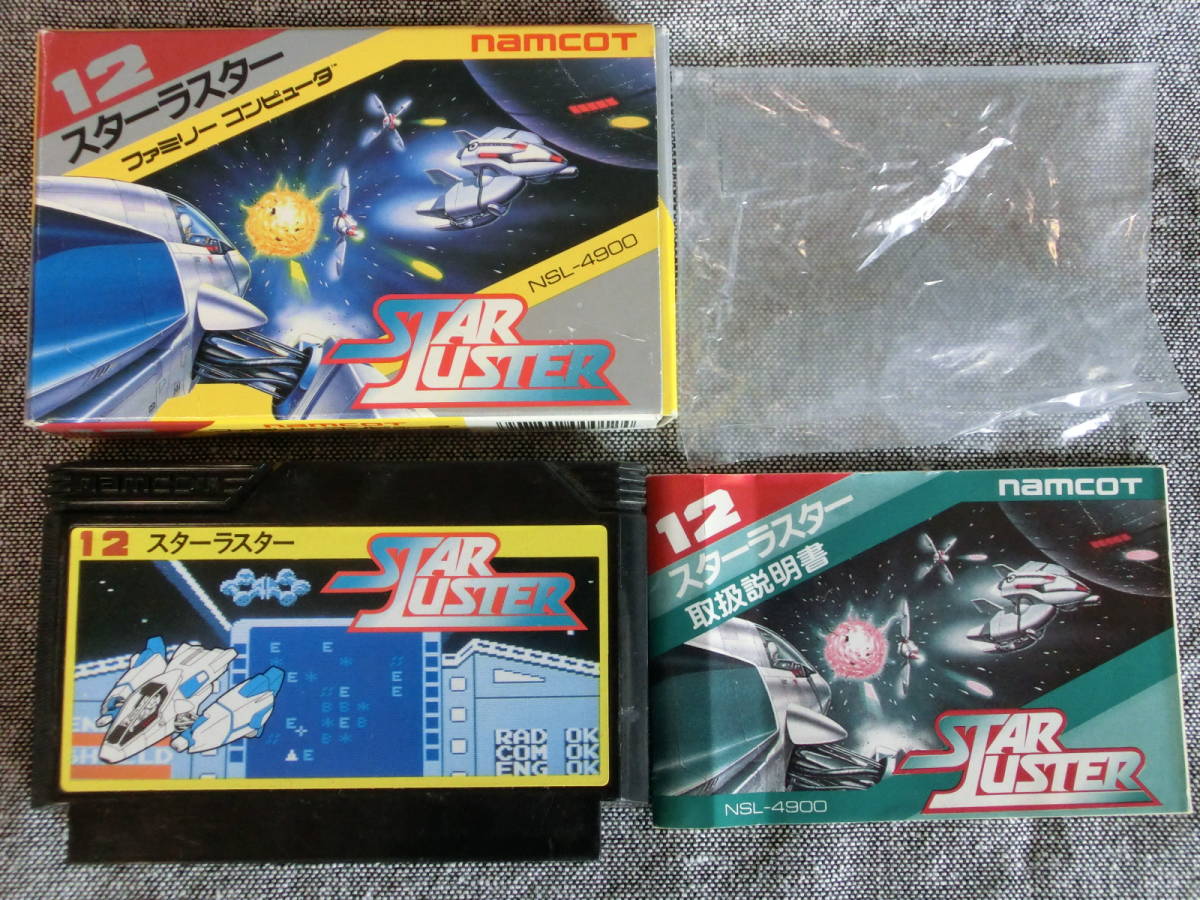 12
スターラスター
ファミリー コンピュータ™
namcot
NSL-4900
STAR
LUSTER
namcot
namcot
12 スターラスター
STAR
LUSTER
E E
E
E E
E
E
RAD OK
COM OK
ENG OK
12
スターラスター
取扱説明書
namcot
STAR
LUSTER
NSL-4900